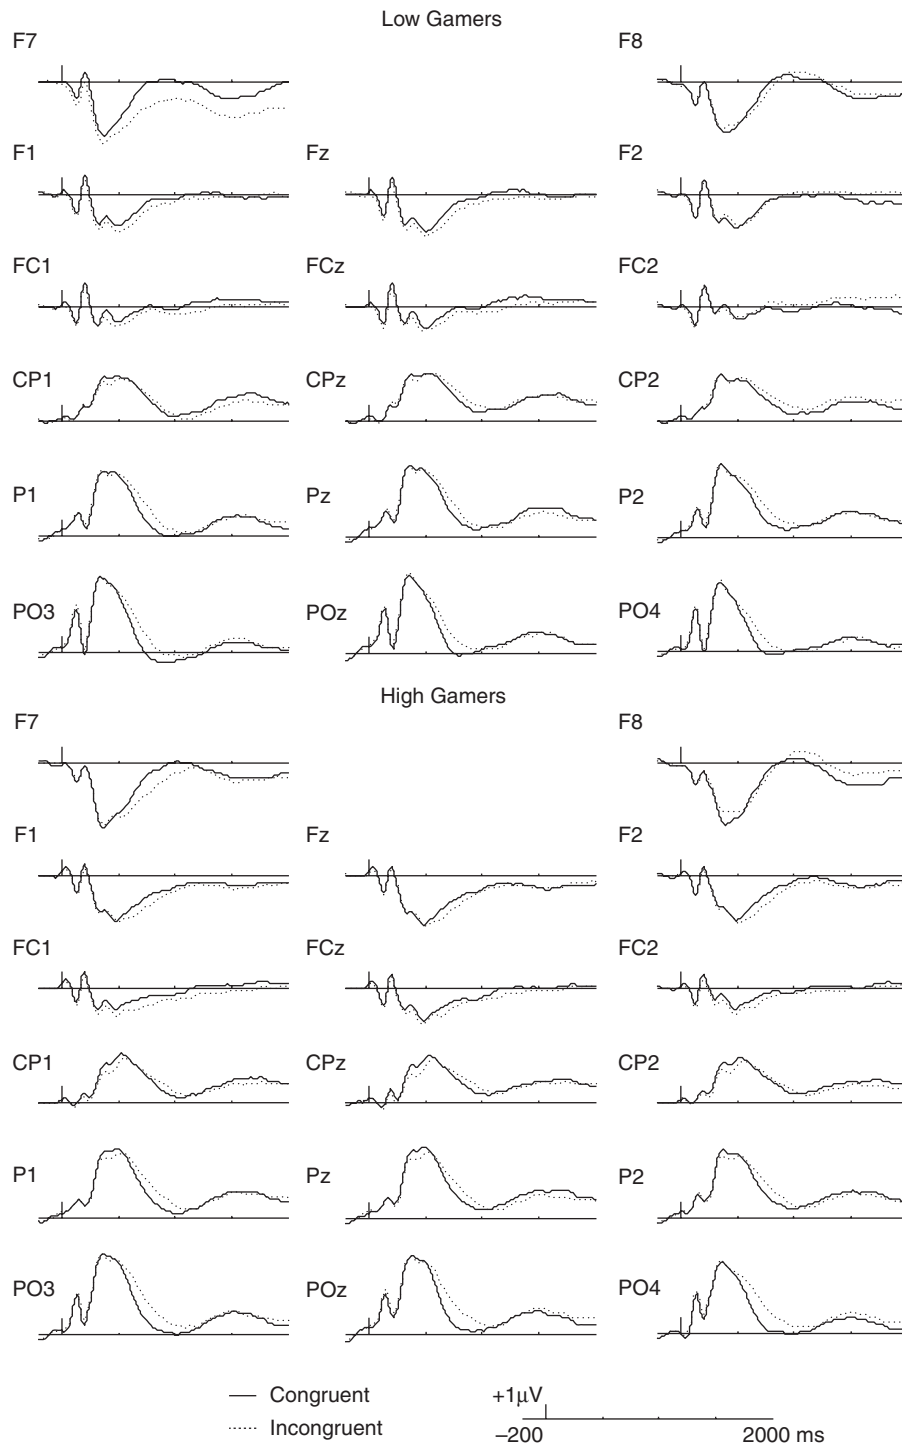 Low Gamers
F7 F8
F1 Fz F2
FC1 FCz FC2
CP1 CPz CP2
P1 Pz P2
PO3 POz PO4
High Gamers
F7 F8
F1 Fz F2
FC1 FCz FC2
CP1 CPz CP2
P1 Pz P2
PO3 POz PO4
Congruent +1μV
Incongruent –200 2000 ms